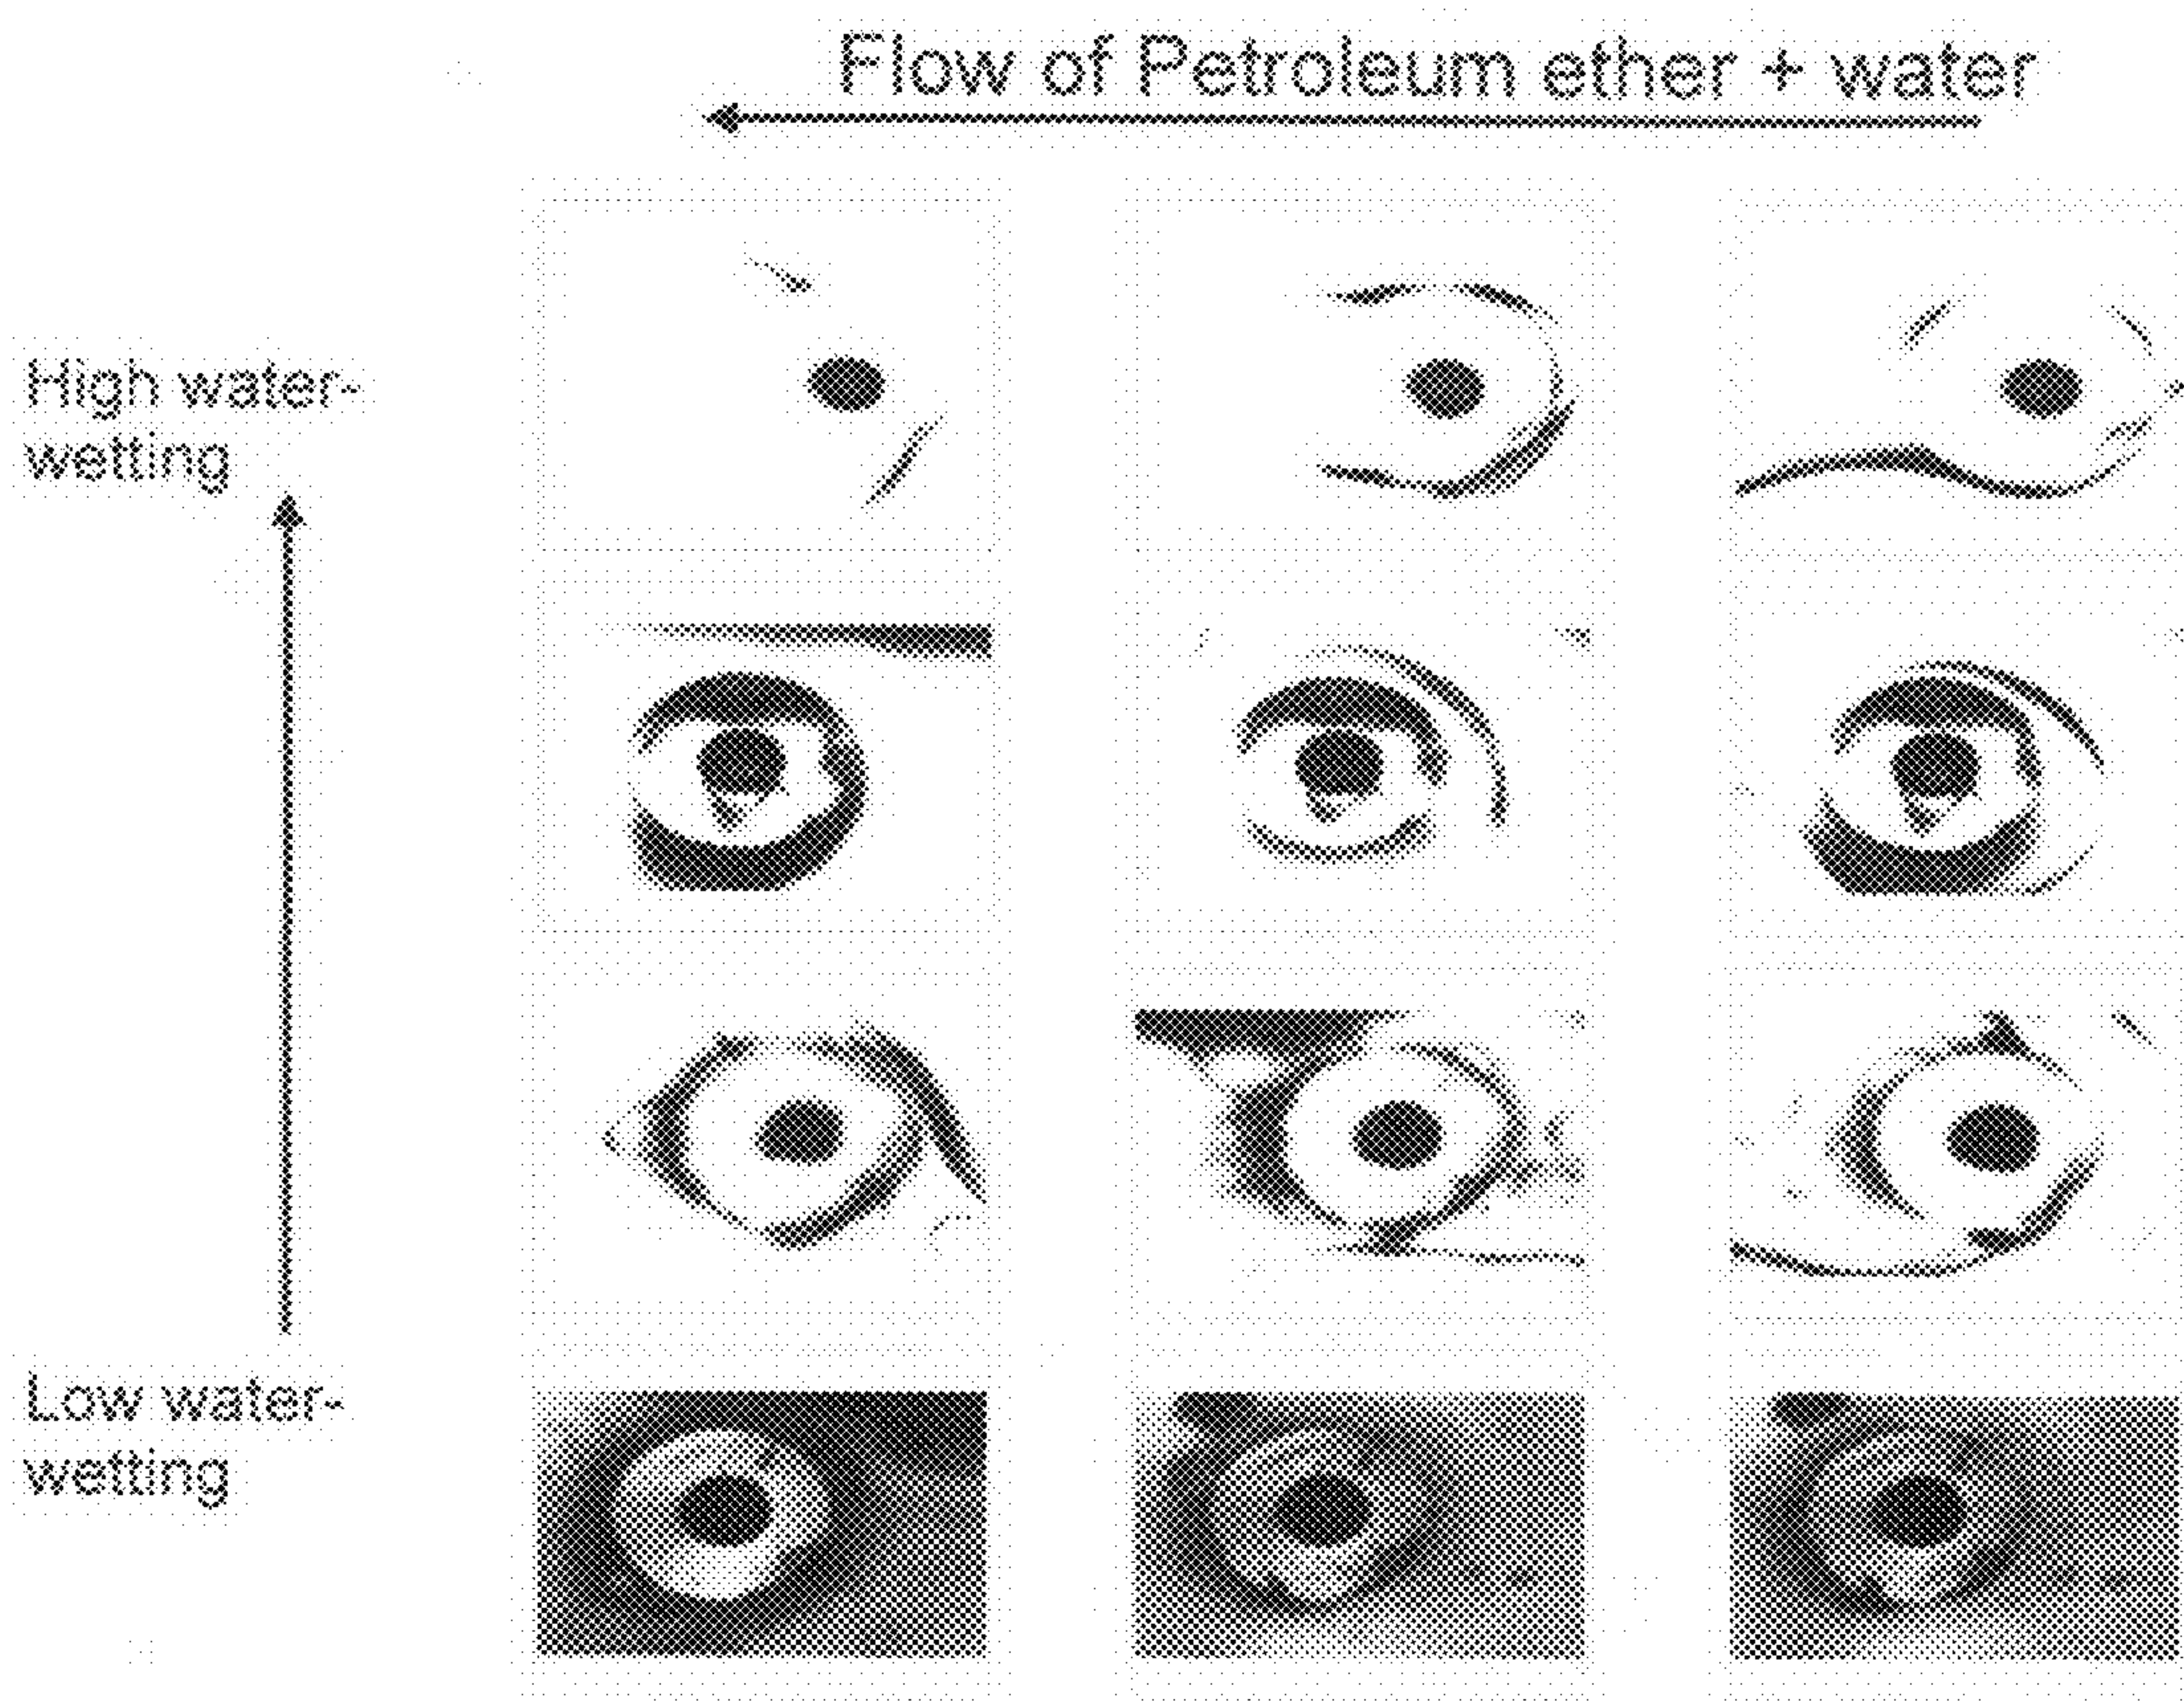 Flow of Petroleum ether + water
High water-
wetting
Low water-
wetting